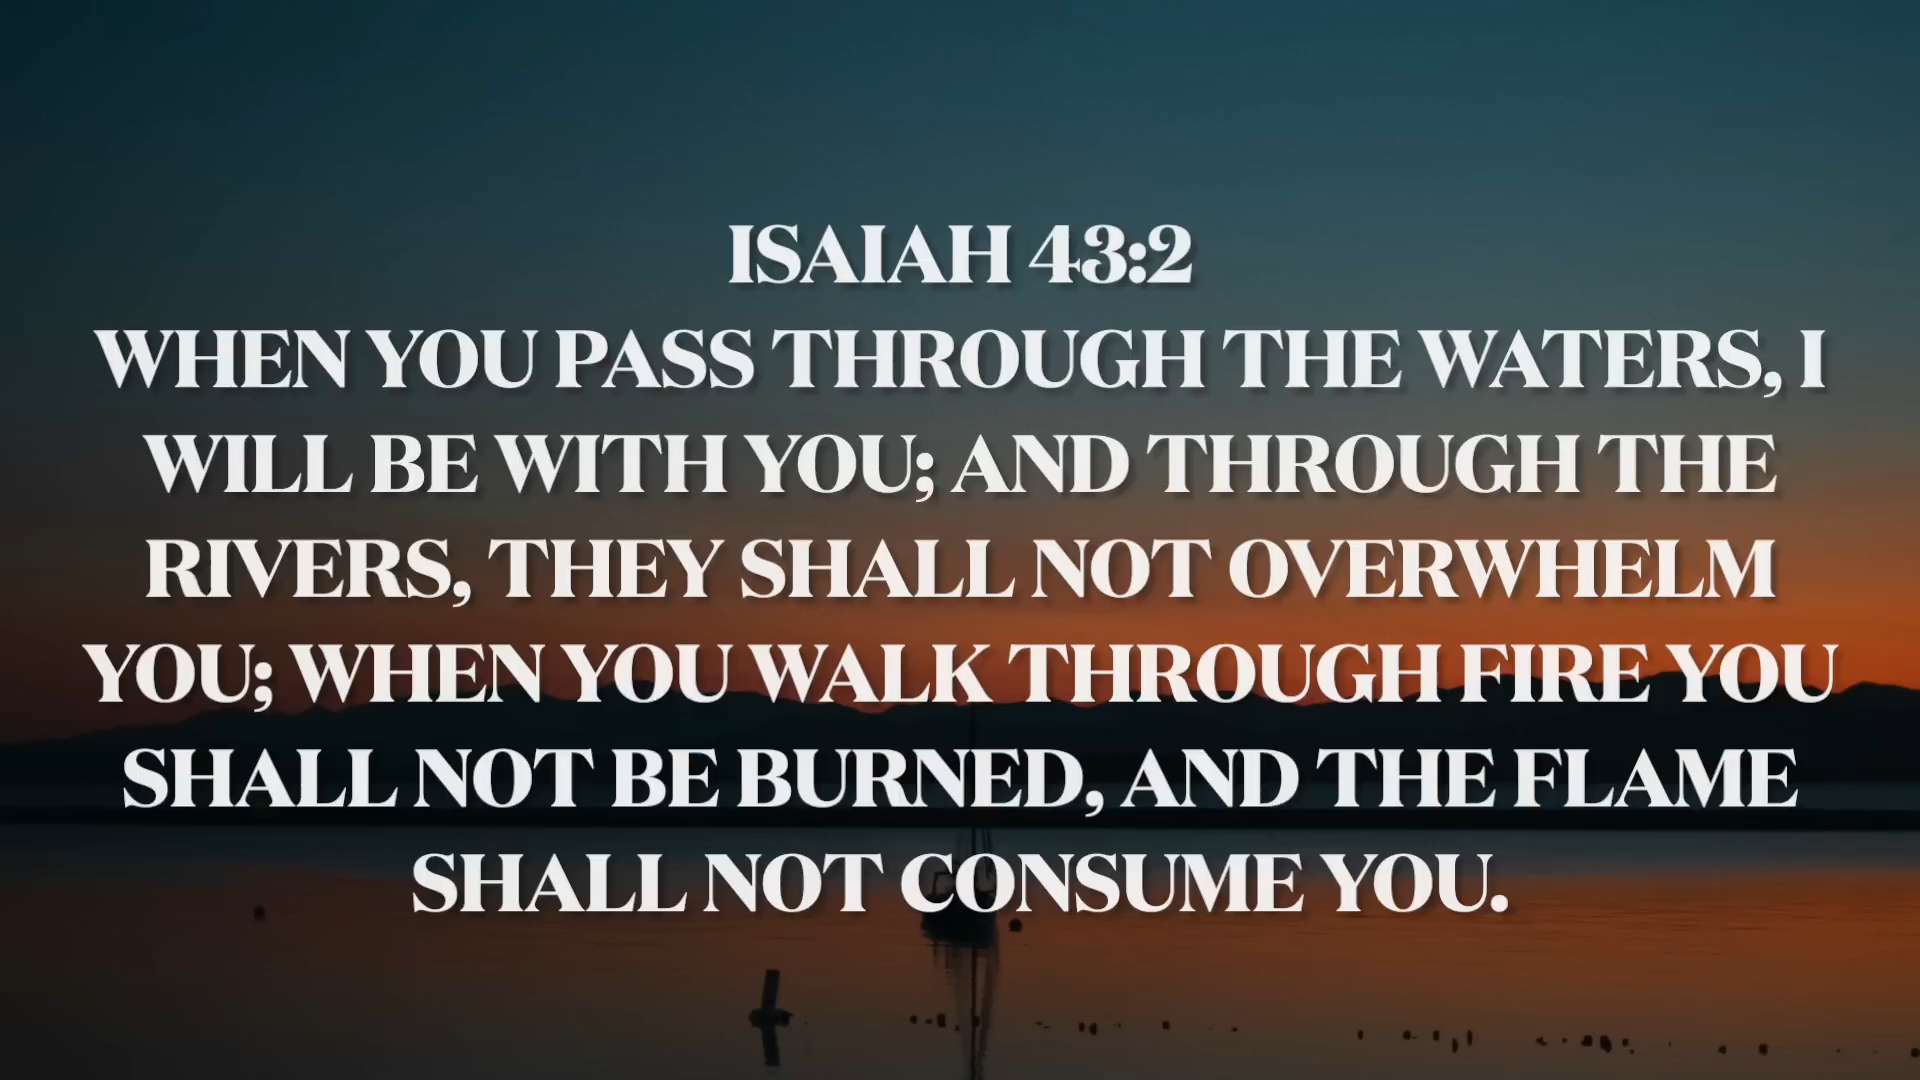 ISAIAH 43:2
WHEN YOU PASS THROUGH THE WATERS, I
WILL BE WITH YOU; AND THROUGH THE
RIVERS, THEY SHALL NOT OVERWHELM
YOU; WHEN YOU WALK THROUGH FIRE YOU
SHALL NOT BE BURNED, AND THE FLAME
SHALL NOT CONSUME YOU.